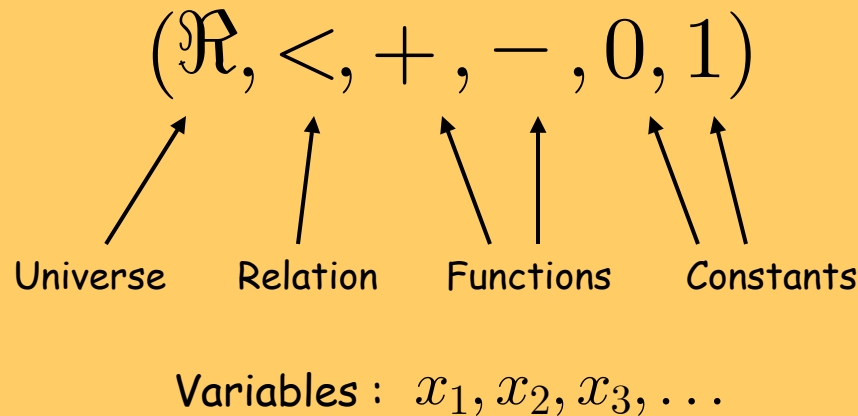 (ℜ, <, + , − , 0, 1)
Universe Relation Functions Constants
Variables : x₁, x₂, x₃, . . .